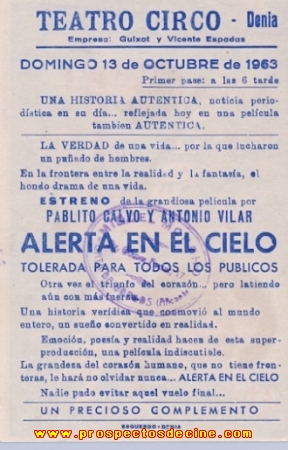 TEATRO CIRCO - Denia
Empresa: Guixot y Vicente Espodas
DOMINGO 13 de OCTUBRE de 1963
Primer pase: a las 6 tarde
UNA HISTORIA AUTENTICA, noticia perio-
dística en su día... reflejada hoy en una película
tambien AUTENTICA.
LA VERDAD de una vida... por la que lucharon
un puñado de hombres.
En la frontera entre la realidad y la fantasía, el
hondo drama de una vida.
ESTRENO de la grandiosa película por
PABLITO CALVO Y ANTONIO VILAR
ALERTA EN EL CIELO
TOLERADA PARA TODOS LOS PUBLICOS
Otra vez el triunfo del corazón... pero latiendo
aún con más fuerza.
Una historia verídica que conmovió al mundo
entero, un sueño convertido en realidad.
Emoción, poesía y realidad hacen de esta super-
producción, una película indiscutible.
La grandeza del corazón humano, que no tiene fron-
teras, le hará no olvidar nunca... ALERTA EN EL CIELO
Nadie pudo evitar aquel vuelo final...
UN PRECIOSO COMPLEMENTO
SEGUERGO-DENIA
www.prospectosdecine.com